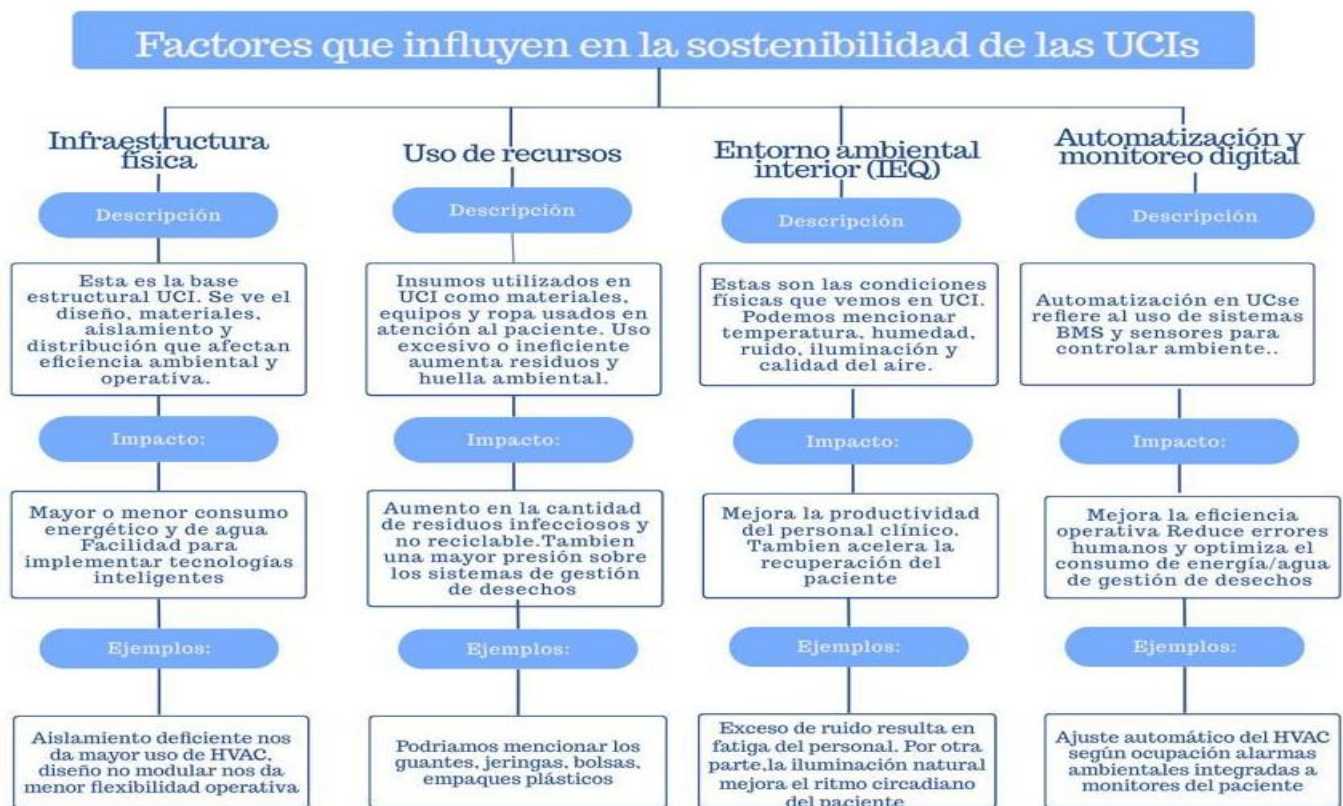 Factores que influyen en la sostenibilidad de las UCIs
Infraestructura
física
Descripción
Esta es la base
estructural UCI. Se ve el
diseño, materiales,
aislamiento y
distribución que afectan
eficiencia ambiental y
operativa.
Impacto:
Mayor o menor consumo
energético y de agua
Facilidad para
implementar tecnologías
inteligentes
Ejemplos:
Aislamiento deficiente nos
da mayor uso de HVAC,
diseño no modular nos da
menor flexibilidad operativa
Uso de recursos
Descripción
Insumos utilizados en
UCI como materiales,
equipos y ropa usados en
atención al paciente. Uso
excesivo o ineficiente
aumenta residuos y
huella ambiental.
Impacto:
Aumento en la cantidad
de residuos infecciosos y
no reciclable.Tambien
una mayor presión sobre
los sistemas de gestión
de desechos
Ejemplos:
Podriamos mencionar los
guantes, jeringas, bolsas,
empaques plásticos
Entorno ambiental
interior (IEQ)
Descripción
Estas son las condiciones
físicas que vemos en UCI.
Podemos mencionar
temperatura, humedad,
ruido, iluminación y
calidad del aire.
Impacto:
Mejora la productividad
del personal clínico.
Tambien acelera la
recuperación del
paciente
Ejemplos:
Exceso de ruido resulta en
fatiga del personal. Por otra
parte,la iluminación natural
mejora el ritmo circadiano
del paciente
Automatización y
monitoreo digital
Descripción
Automatización en UCse
refiere al uso de sistemas
BMS y sensores para
controlar ambiente..
Impacto:
Mejora la eficiencia
operativa Reduce errores
humanos y optimiza el
consumo de energía/agua
de gestión de desechos
Ejemplos:
Ajuste automático del HVAC
según ocupación alarmas
ambientales integradas a
monitores del paciente